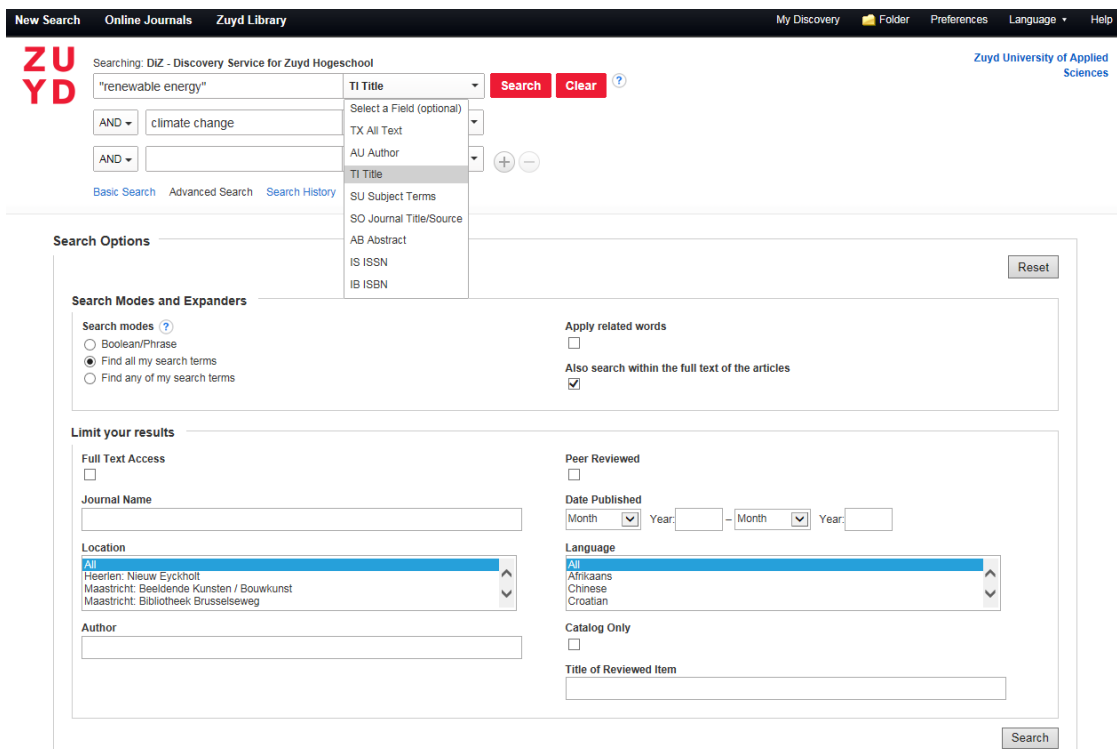 New Search Online Journals Zuyd Library My Discovery Folder Preferences Language Help
ZU
YD
Searching: DiZ - Discovery Service for Zuyd Hogeschool
Zuyd University of Applied
Sciences
"renewable energy" TI Title Search Clear ?
Select a Field (optional)
AND climate change
TX All Text
AU Author
AND
TI Title
Basic Search Advanced Search Search History
SU Subject Terms
SO Journal Title/Source
AB Abstract
IS ISSN
IB ISBN
Search Options
Reset
Search Modes and Expanders
Search modes ?
Boolean/Phrase
Find all my search terms
Find any of my search terms
Apply related words
Also search within the full text of the articles
Limit your results
Full Text Access
Peer Reviewed
Journal Name
Date Published
Month Year: – Month Year:
Location
All
Heerlen: Nieuw Eyckholt
Maastricht: Beeldende Kunsten / Bouwkunst
Maastricht: Bibliotheek Brusselseweg
Language
All
Afrikaans
Chinese
Croatian
Author
Catalog Only
Title of Reviewed Item
Search